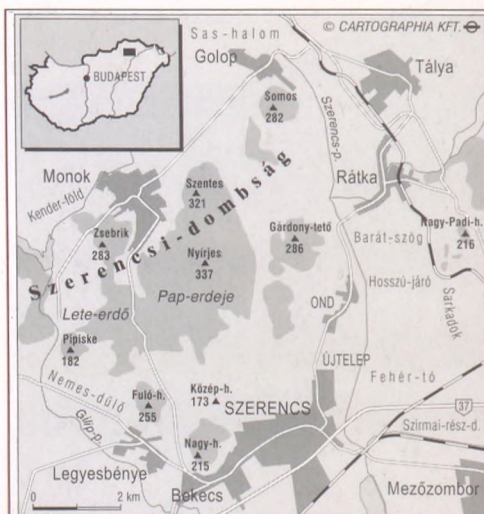 © CARTOGRAPHIA KFT.
BUDAPEST
Sas-halom
Golop
Tálya
Somos
282
Szerencs-p.
Monok
Kender-föld
Szentes
321
Rátka
Szerencsi-dombság
Zsebrik
283
Gárdony-tető
286
Barát-szög
Nagy-Padi-h.
216
Nyírjes
337
Pap-erdeje
Hosszú-járó
Sarkadok
Lete-erdő
OND
Pipiske
182
ÚJTELEP
Nemes-dűlő
Fehér-tó
Fuló-h.
255
Közép-h.
173
SZERENCS
37
Gilip-p.
Szirmai-rész-d.
Nagy-h.
215
Legyesbénye
Bekecs
Mezőzombor
0 2 km